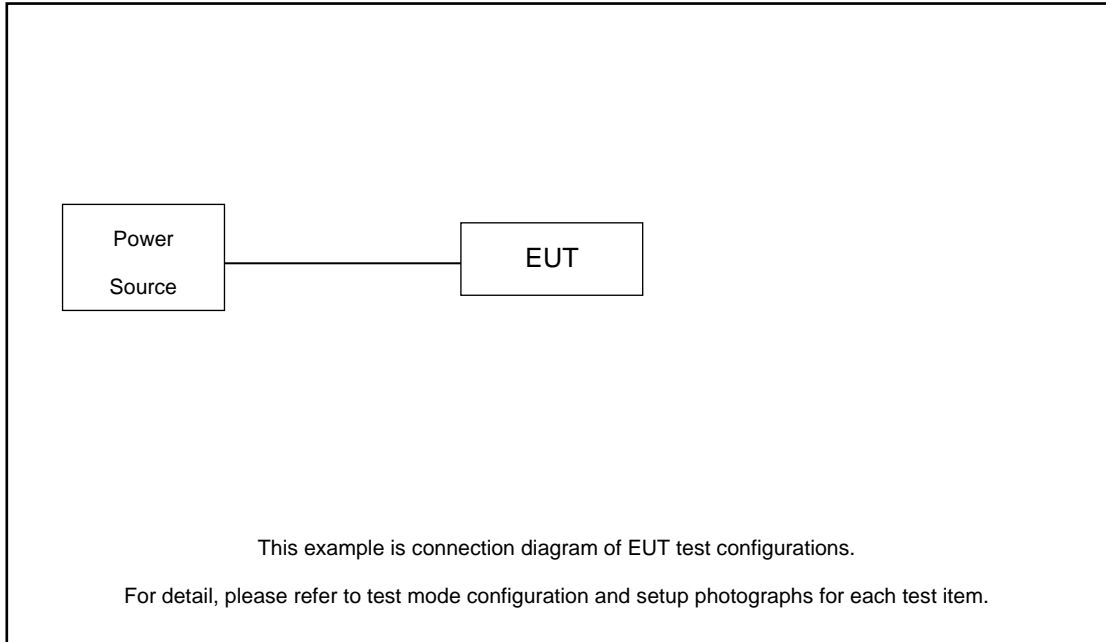 Power
Source
EUT
This example is connection diagram of EUT test configurations.
For detail, please refer to test mode configuration and setup photographs for each test item.